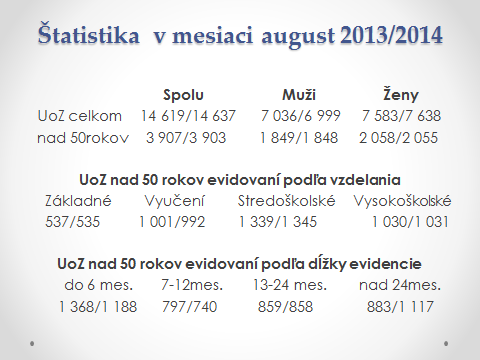 Štatistika v mesiaci august 2013/2014
Spolu Muži Ženy
UoZ celkom 14 619/14 637 7 036/6 999 7 583/7 638
nad 50rokov 3 907/3 903 1 849/1 848 2 058/2 055
UoZ nad 50 rokov evidovaní podľa vzdelania
Základné Vyučení Stredoškolské Vysokoškolské
537/535 1 001/992 1 339/1 345 1 030/1 031
UoZ nad 50 rokov evidovaní podľa dĺžky evidencie
do 6 mes. 7-12mes. 13-24 mes. nad 24mes.
1 368/1 188 797/740 859/858 883/1 117